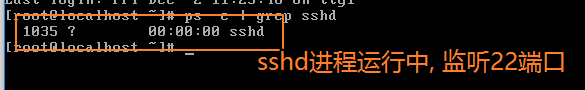 [root@localhost ~]# ps -e | grep sshd
1035 ? 00:00:00 sshd
[root@localhost ~]#
sshd进程运行中, 监听22端口